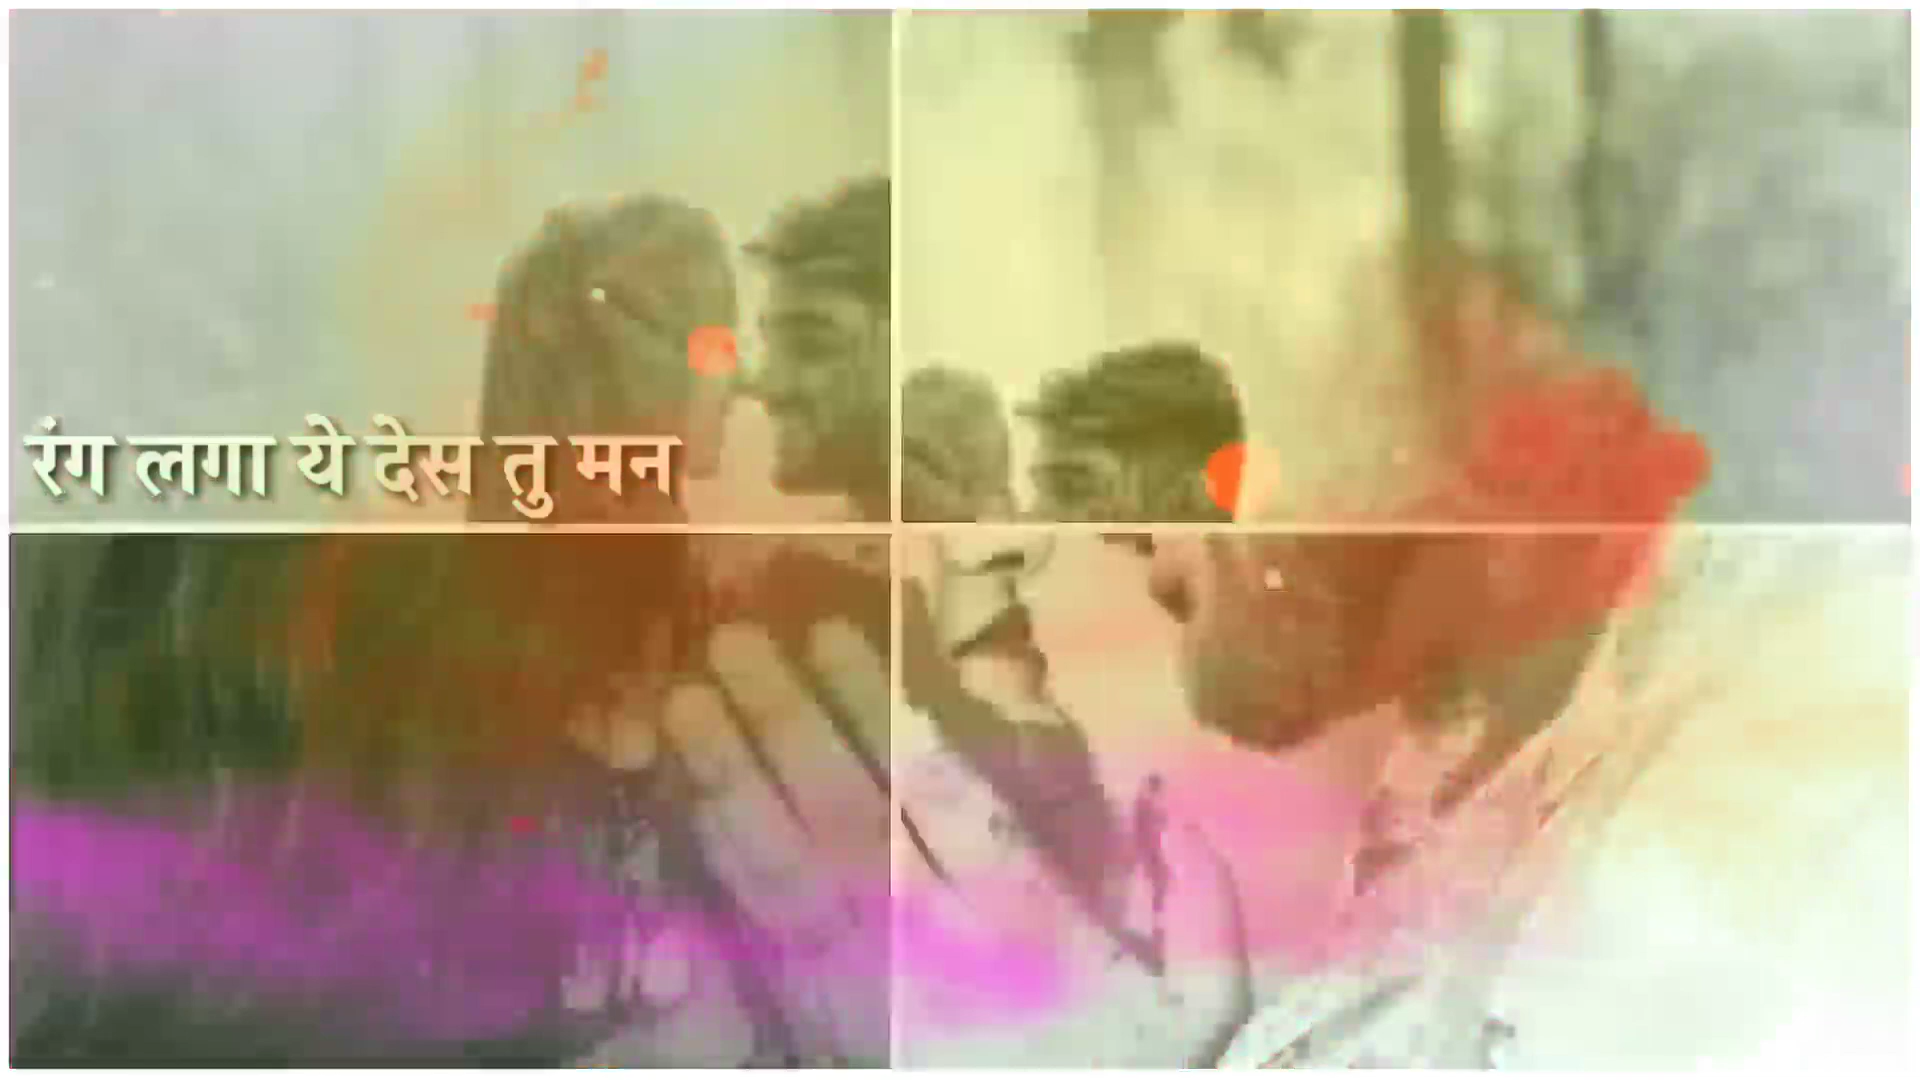 रंग लगा ये देस तु मन